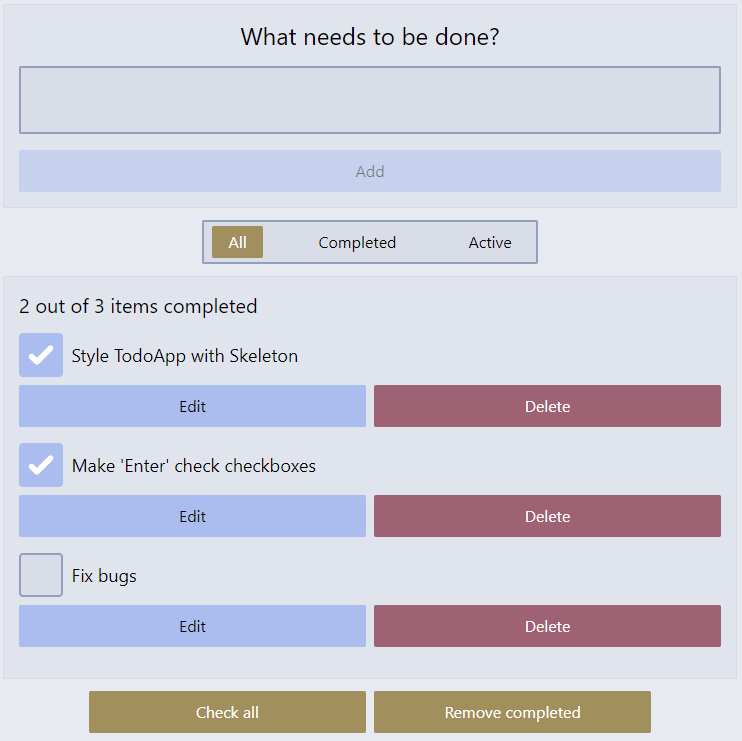 What needs to be done?
Add
All Completed Active
2 out of 3 items completed
Style TodoApp with Skeleton
Edit Delete
Make 'Enter' check checkboxes
Edit Delete
Fix bugs
Edit Delete
Check all Remove completed